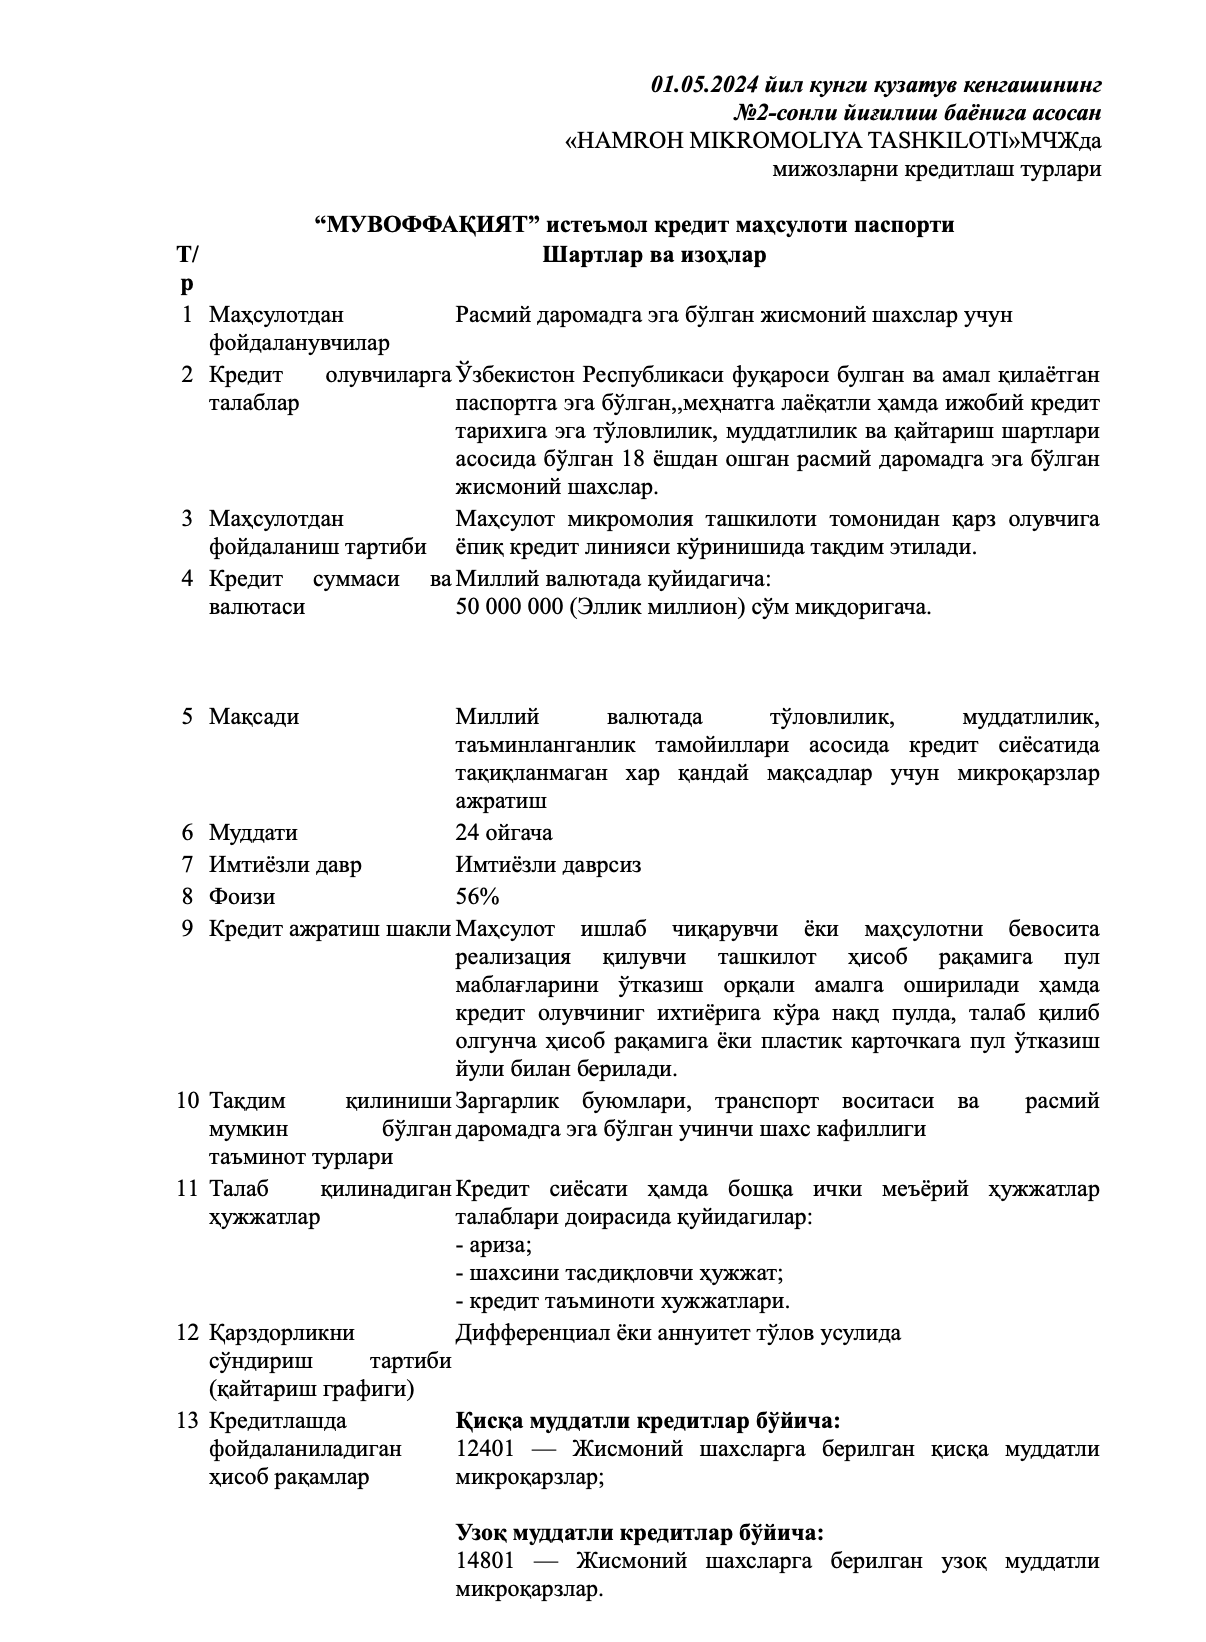 01.05.2024 йил кунги кузатув кенгашининг
№2-сонли йиғилиш баёнига асосан
«HAMROH MIKROMOLIYA TASHKILOTI»МЧЖда
мижозларни кредитлаш турлари
“МУВОФФАҚИЯТ” истеъмол кредит маҳсулоти паспорти
Т/
р
Шартлар ва изоҳлар
1 Маҳсулотдан
фойдаланувчилар
Расмий даромадга эга бўлган жисмоний шахслар учун
2 Кредит олувчиларга
талаблар
Ўзбекистон Республикаси фуқароси булган ва амал қилаётган
паспортга эга бўлган,,меҳнатга лаёқатли ҳамда ижобий кредит
тарихига эга тўловлилик, муддатлилик ва қайтариш шартлари
асосида бўлган 18 ёшдан ошган расмий даромадга эга бўлган
жисмоний шахслар.
3 Маҳсулотдан
фойдаланиш тартиби
Маҳсулот микромолия ташкилоти томонидан қарз олувчига
ёпиқ кредит линияси кўринишида тақдим этилади.
4 Кредит суммаси ва
валютаси
Миллий валютада қуйидагича:
50 000 000 (Эллик миллион) сўм миқдоригача.
5 Мақсади
Миллий валютада тўловлилик, муддатлилик,
таъминланганлик тамойиллари асосида кредит сиёсатида
тақиқланмаган хар қандай мақсадлар учун микроқарзлар
ажратиш
6 Муддати
24 ойгача
7 Имтиёзли давр
Имтиёзли даврсиз
8 Фоизи
56%
9 Кредит ажратиш шакли
Маҳсулот ишлаб чиқарувчи ёки маҳсулотни бевосита
реализация қилувчи ташкилот ҳисоб рақамига пул
маблағларини ўтказиш орқали амалга оширилади ҳамда
кредит олувчиниг ихтиёрига кўра нақд пулда, талаб қилиб
олгунча ҳисоб рақамига ёки пластик карточкага пул ўтказиш
йули билан берилади.
10 Тақдим қилиниши
мумкин бўлган
таъминот турлари
Заргарлик буюмлари, транспорт воситаси ва расмий
даромадга эга бўлган учинчи шахс кафиллиги
11 Талаб қилинадиган
ҳужжатлар
Кредит сиёсати ҳамда бошқа ички меъёрий ҳужжатлар
талаблари доирасида қуйидагилар:
- ариза;
- шахсини тасдиқловчи ҳужжат;
- кредит таъминоти хужжатлари.
12 Қарздорликни
сўндириш тартиби
(қайтариш графиги)
Дифференциал ёки аннуитет тўлов усулида
13 Кредитлашда
фойдаланиладиган
ҳисоб рақамлар
Қисқа муддатли кредитлар бўйича:
12401 — Жисмоний шахсларга берилган қисқа муддатли
микроқарзлар;
Узоқ муддатли кредитлар бўйича:
14801 — Жисмоний шахсларга берилган узоқ муддатли
микроқарзлар.